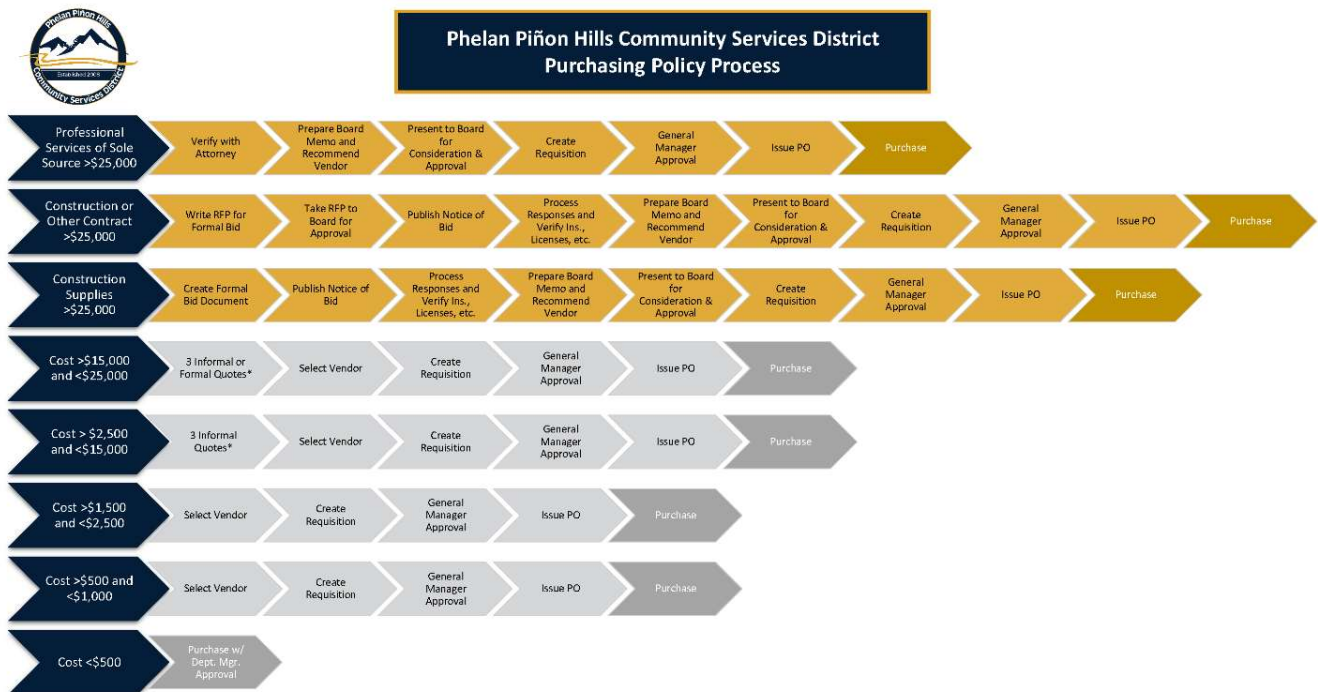 Phelan Piñon Hills
Established 2008
Community Services District
Phelan Piñon Hills Community Services District
Purchasing Policy Process
Professional
Services of Sole
Source >$25,000
Verify with
Attorney
Prepare Board
Memo and
Recommend
Vendor
Present to Board
for
Consideration &
Approval
Create
Requisition
General
Manager
Approval
Issue PO
Purchase
Construction or
Other Contract
>$25,000
Write RFP for
Formal Bid
Take RFP to
Board for
Approval
Publish Notice of
Bid
Process
Responses and
Verify Ins.,
Licenses, etc.
Prepare Board
Memo and
Recommend
Vendor
Present to Board
for
Consideration &
Approval
Create
Requisition
General
Manager
Approval
Issue PO
Purchase
Construction
Supplies
>$25,000
Create Formal
Bid Document
Publish Notice of
Bid
Process
Responses and
Verify Ins.,
Licenses, etc.
Prepare Board
Memo and
Recommend
Vendor
Present to Board
for
Consideration &
Approval
Create
Requisition
General
Manager
Approval
Issue PO
Purchase
Cost >$15,000
and <$25,000
3 Informal or
Formal Quotes*
Select Vendor
Create
Requisition
General
Manager
Approval
Issue PO
Purchase
Cost > $2,500
and <$15,000
3 Informal
Quotes*
Select Vendor
Create
Requisition
General
Manager
Approval
Issue PO
Purchase
Cost >$1,500
and <$2,500
Select Vendor
Create
Requisition
General
Manager
Approval
Issue PO
Purchase
Cost >$500 and
<$1,000
Select Vendor
Create
Requisition
General
Manager
Approval
Issue PO
Purchase
Cost <$500
Purchase w/
Dept. Mgr.
Approval